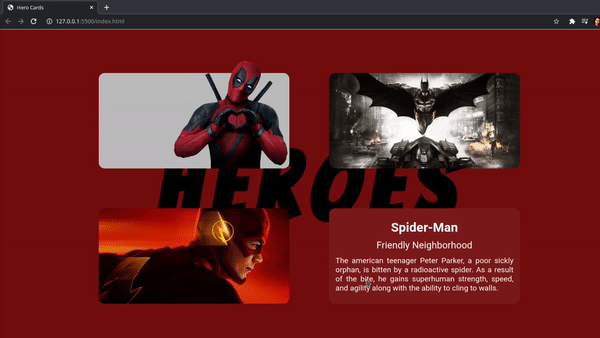 Hero Cards
127.0.0.1:5500/index.html
HEROES
Spider-Man
Friendly Neighborhood
The american teenager Peter Parker, a poor sickly
orphan, is bitten by a radioactive spider. As a result
of the bite, he gains superhuman strength, speed,
and agility along with the ability to cling to walls.